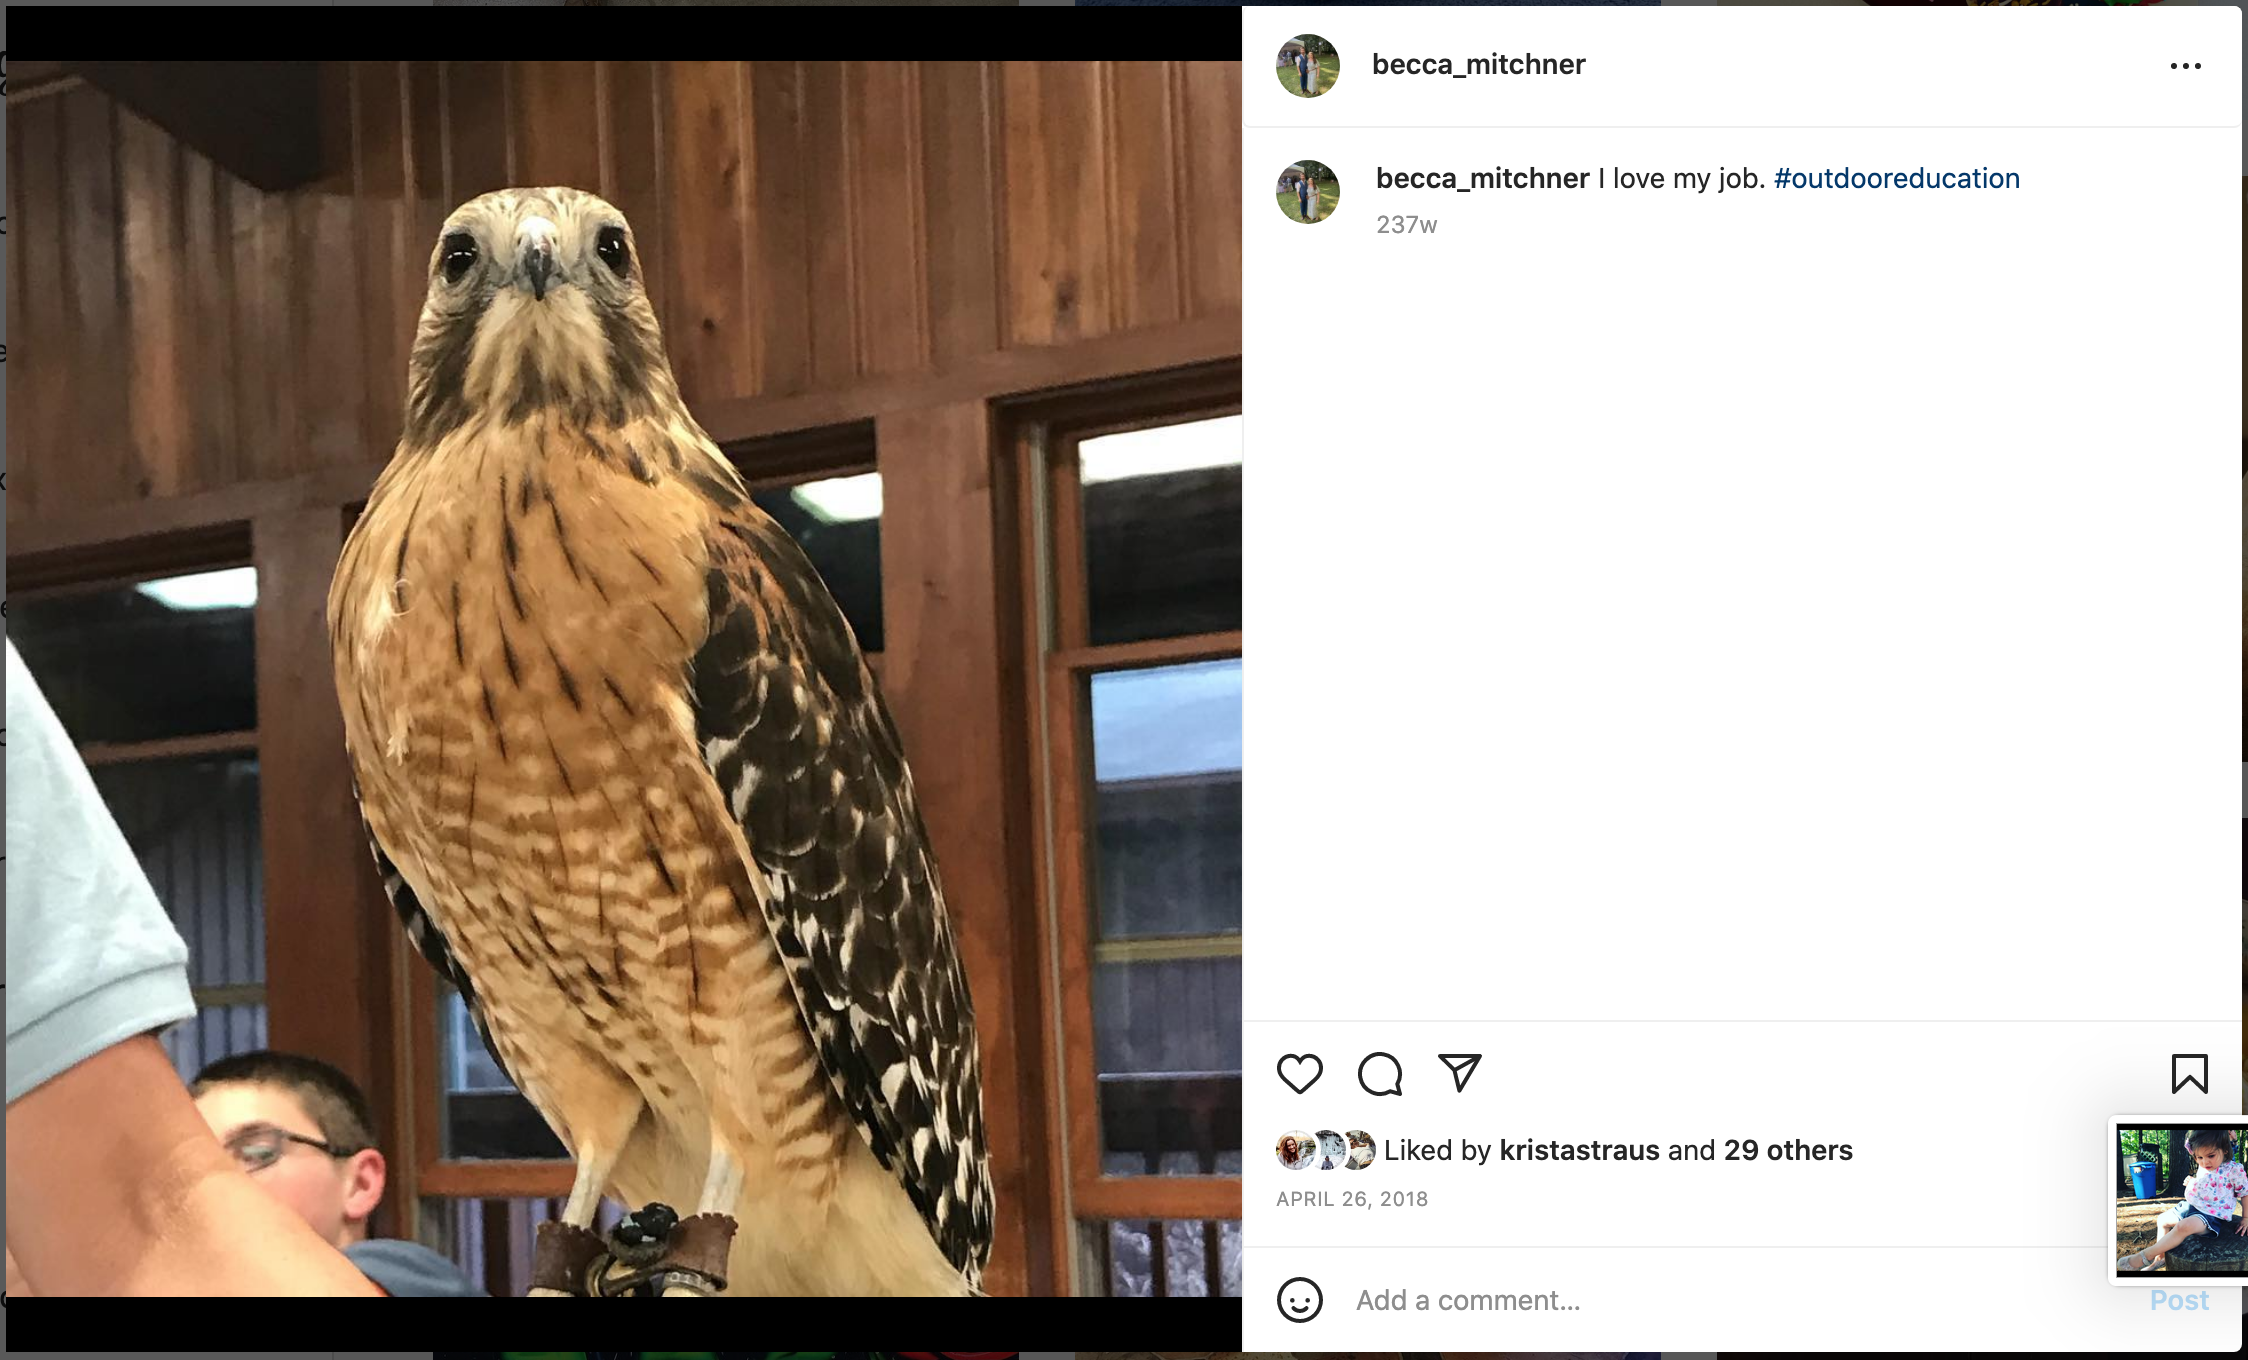 becca_mitchner
becca_mitchner I love my job. #outdooreducation
237w
Liked by kristastraus and 29 others
APRIL 26, 2018
Add a comment...
Post